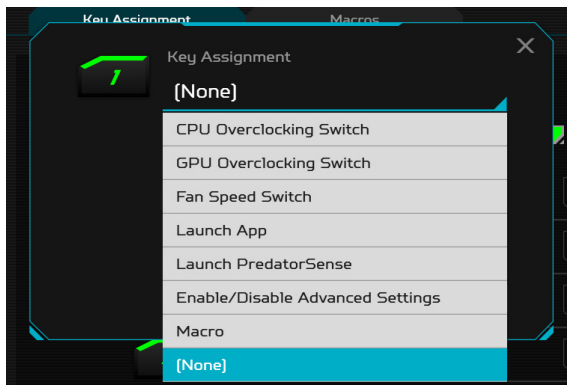 Key Assignment
Macros
Key Assignment
1
(None)
CPU Overclocking Switch
GPU Overclocking Switch
Fan Speed Switch
Launch App
Launch PredatorSense
Enable/Disable Advanced Settings
Macro
(None)